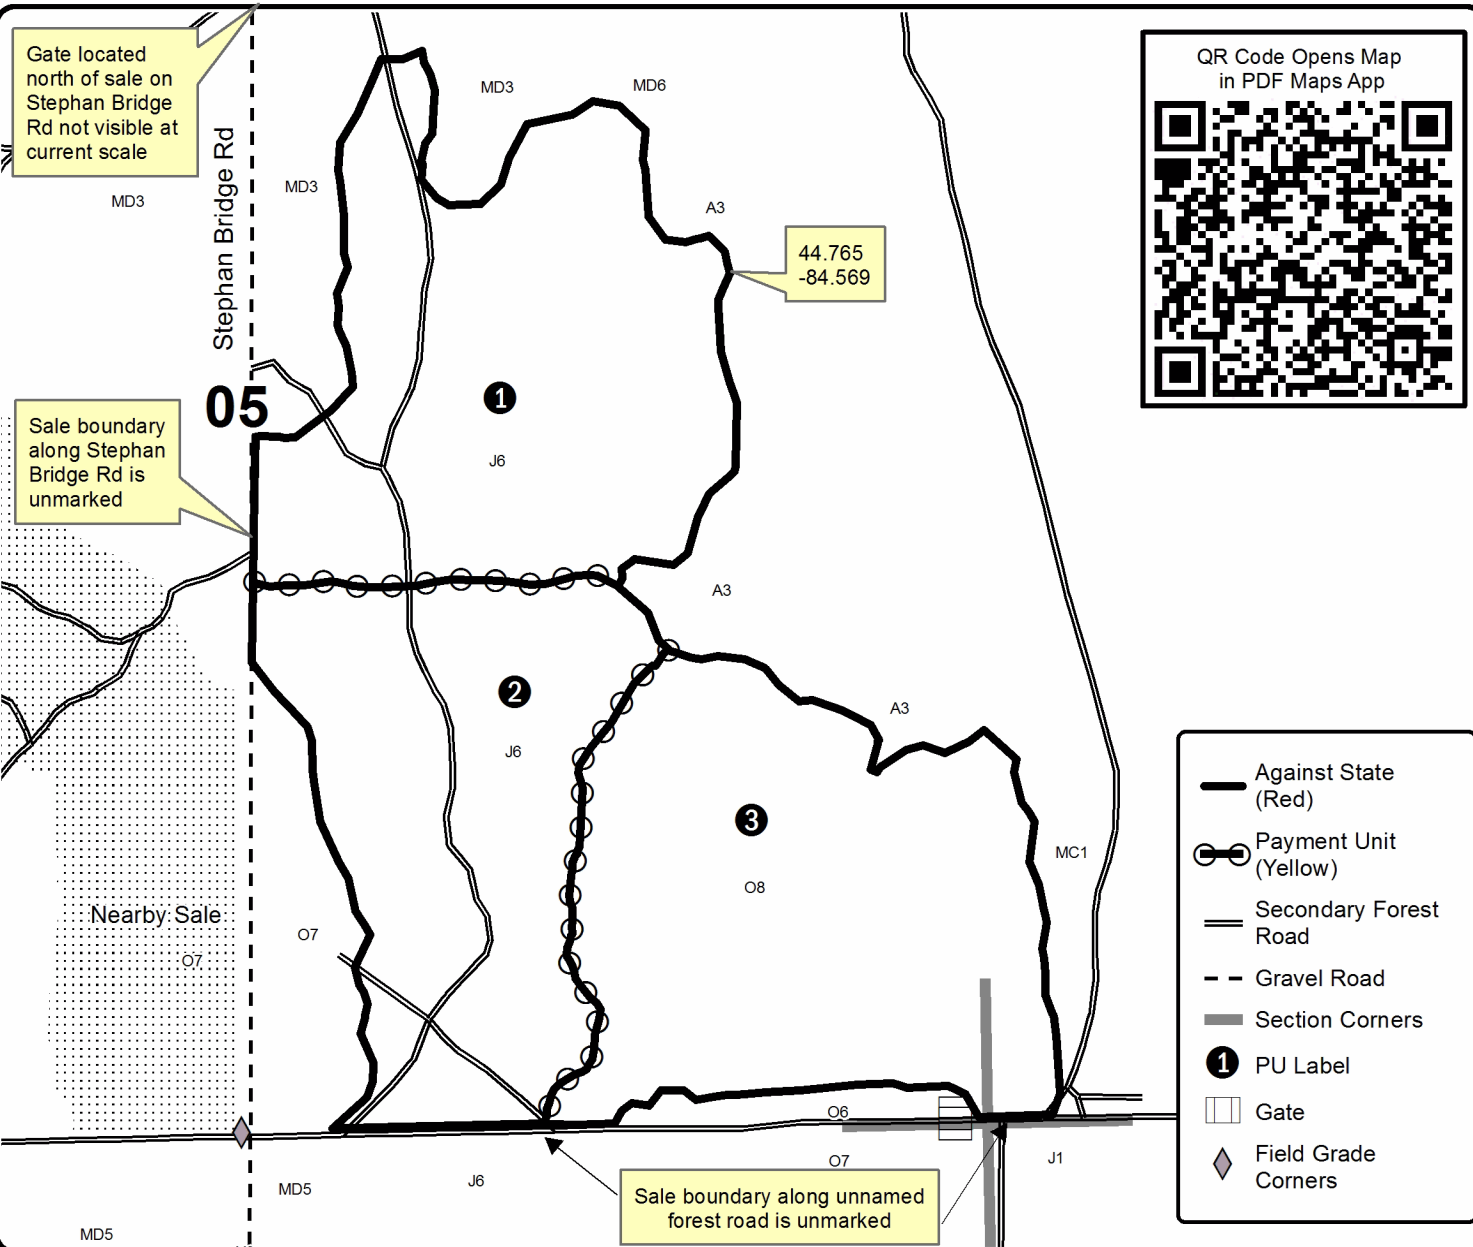 Gate located
north of sale on
Stephan Bridge
Rd not visible at
current scale
MD3
Stephan Bridge Rd
MD3
MD3
MD6
A3
44.765
-84.569
QR Code Opens Map
in PDF Maps App
05
Sale boundary
along Stephan
Bridge Rd is
unmarked
1
J6
A3
2
J6
A3
3
O8
MC1
Nearby Sale
O7
O7
O6
O7
J1
J6
MD5
MD5
Sale boundary along unnamed
forest road is unmarked
Against State
(Red)
Payment Unit
(Yellow)
Secondary Forest
Road
Gravel Road
Section Corners
1 PU Label
Gate
Field Grade
Corners